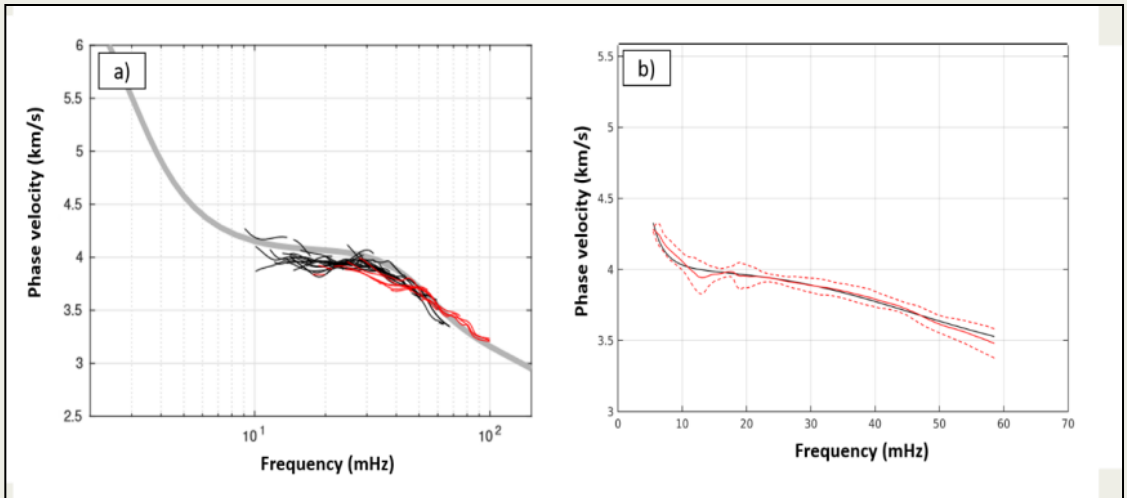 a)
6
5.5
5
4.5
4
3.5
3
2.5
Phase velocity (km/s)
10^1
10^2
Frequency (mHz)
b)
5.5
5
4.5
4
3.5
3
Phase velocity (km/s)
0 10 20 30 40 50 60 70
Frequency (mHz)